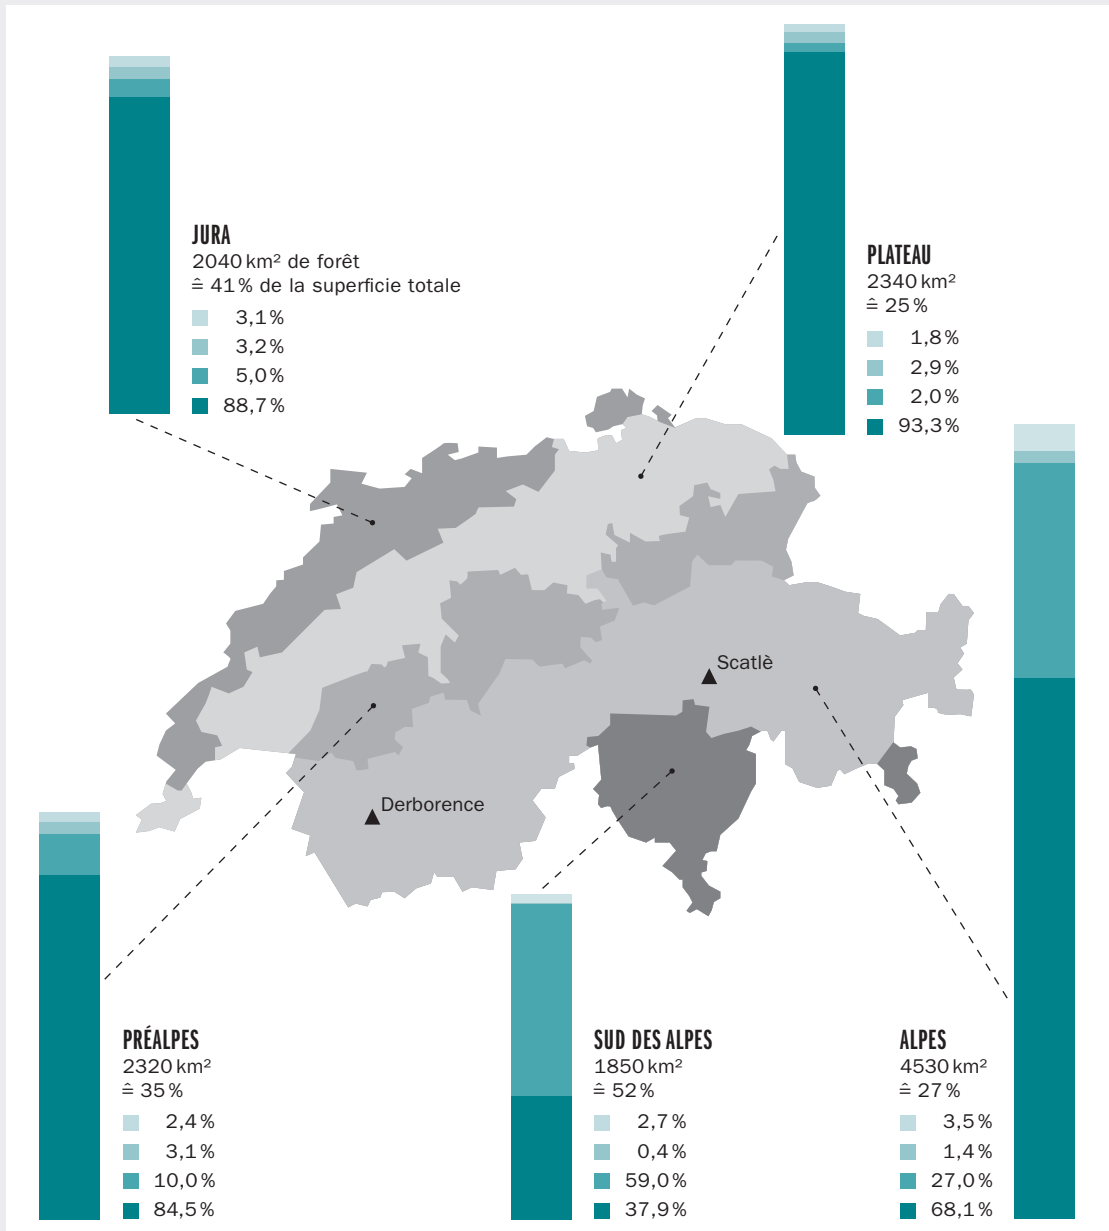 JURA
2040 km² de forêt
≙ 41 % de la superficie totale
3,1 %
3,2 %
5,0 %
88,7 %
PLATEAU
2340 km²
≙ 25 %
1,8 %
2,9 %
2,0 %
93,3 %
Scatlè
Derborence
PRÉALPES
2320 km²
≙ 35 %
2,4 %
3,1 %
10,0 %
84,5 %
SUD DES ALPES
1850 km²
≙ 52 %
2,7 %
0,4 %
59,0 %
37,9 %
ALPES
4530 km²
≙ 27 %
3,5 %
1,4 %
27,0 %
68,1 %